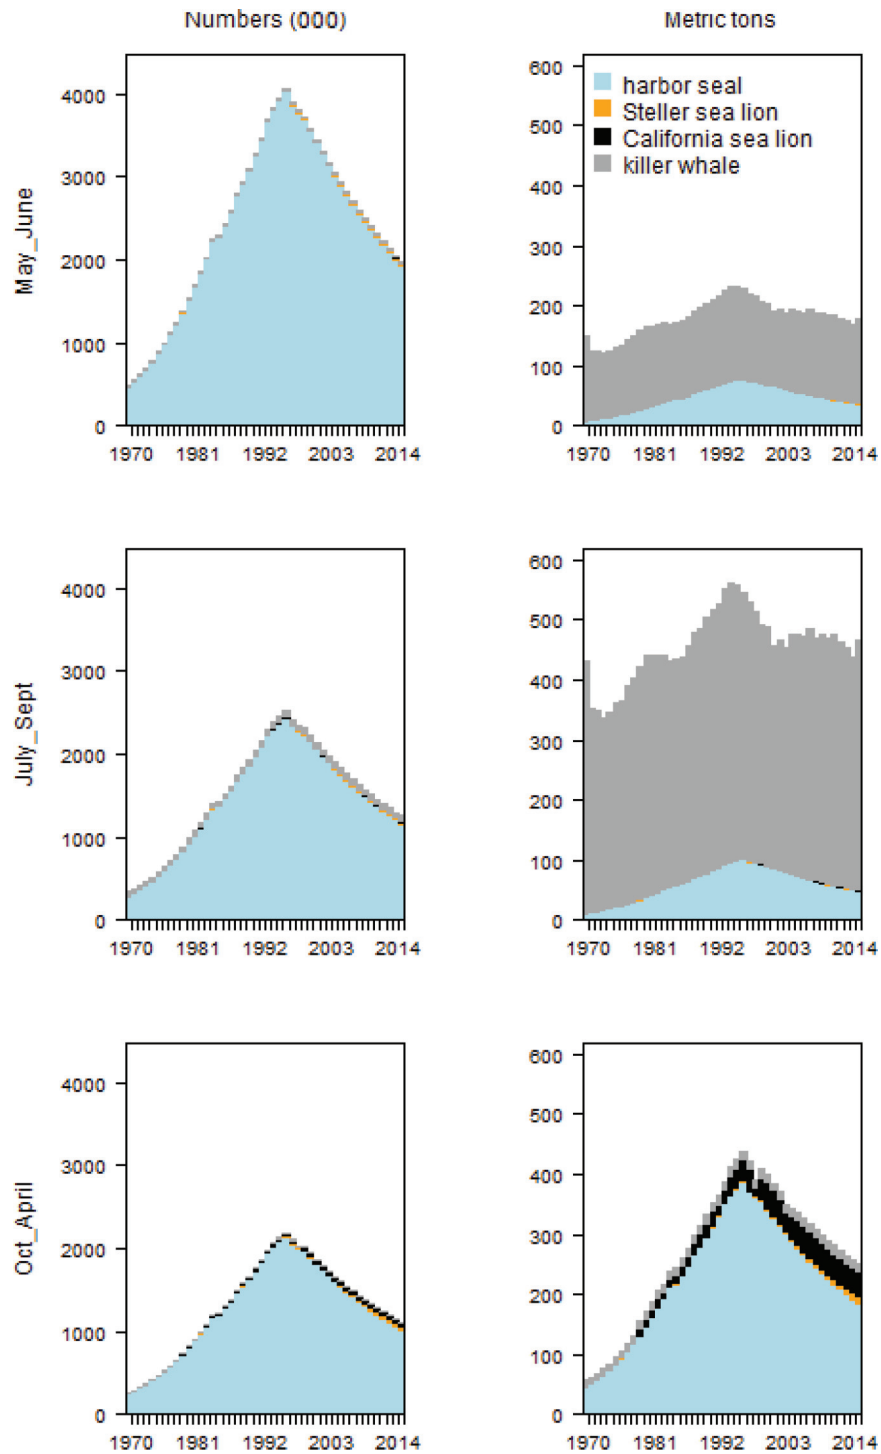 Numbers (000)
Metric tons
May_June
4000
3000
2000
1000
0
1970 1981 1992 2003 2014
600
500
400
300
200
100
0
1970 1981 1992 2003 2014
harbor seal
Steller sea lion
California sea lion
killer whale
July_Sept
4000
3000
2000
1000
0
1970 1981 1992 2003 2014
600
500
400
300
200
100
0
1970 1981 1992 2003 2014
Oct_April
4000
3000
2000
1000
0
1970 1981 1992 2003 2014
600
500
400
300
200
100
0
1970 1981 1992 2003 2014